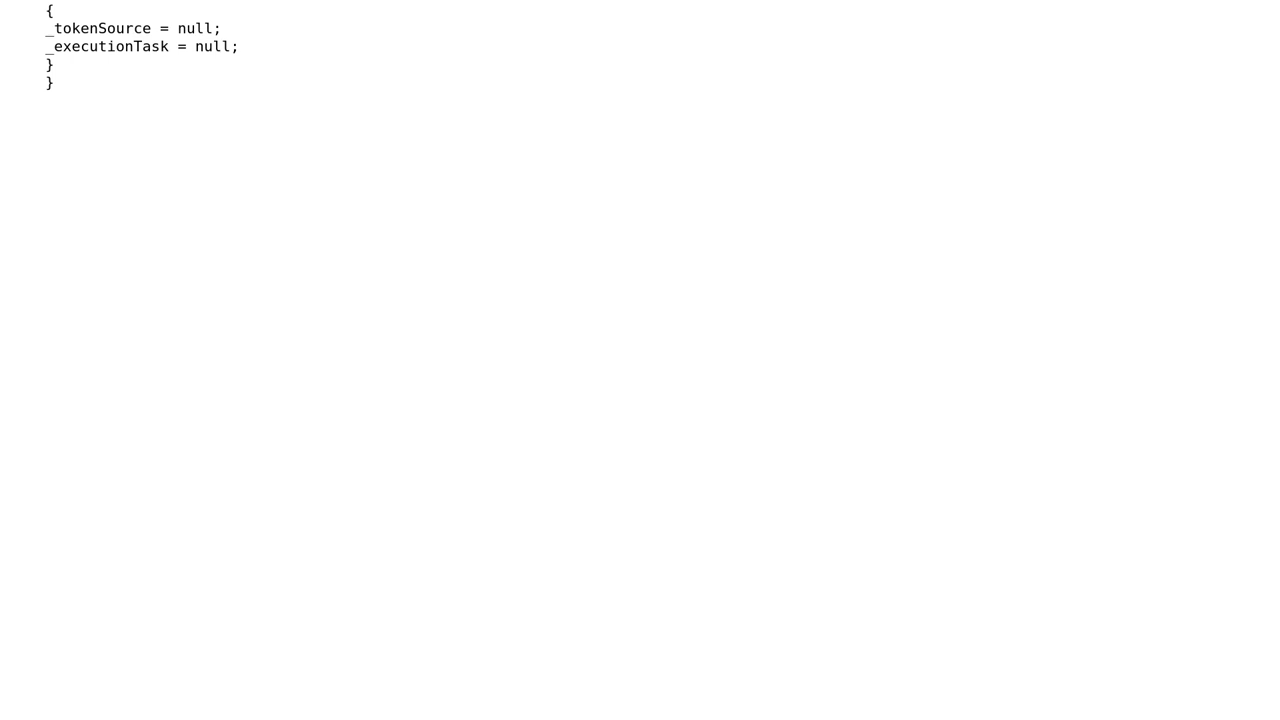 {
_tokenSource = null;
_executionTask = null;
}
}